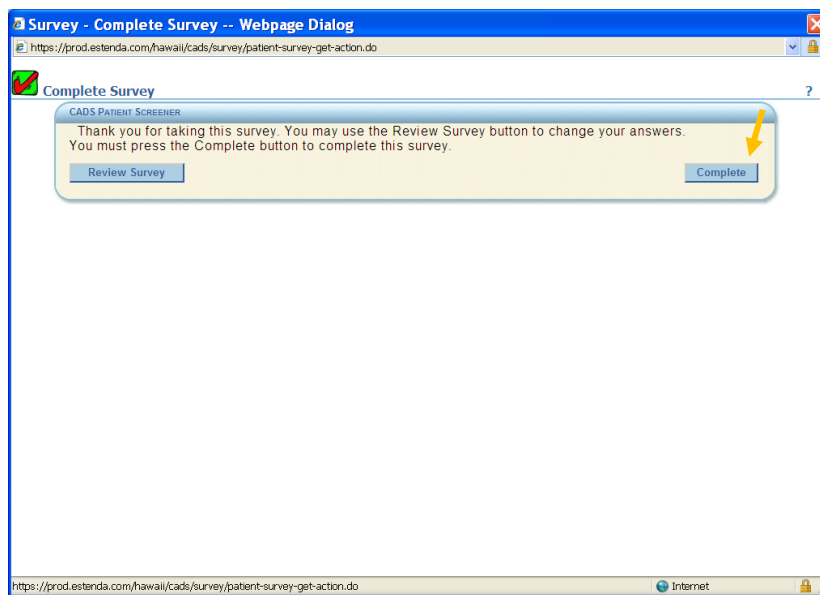 Survey - Complete Survey -- Webpage Dialog
https://prod.estenda.com/hawaii/cads/survey/patient-survey-get-action.do
Complete Survey ?
CADS PATIENT SCREENER
Thank you for taking this survey. You may use the Review Survey button to change your answers.
You must press the Complete button to complete this survey.
Review Survey Complete
https://prod.estenda.com/hawaii/cads/survey/patient-survey-get-action.do Internet